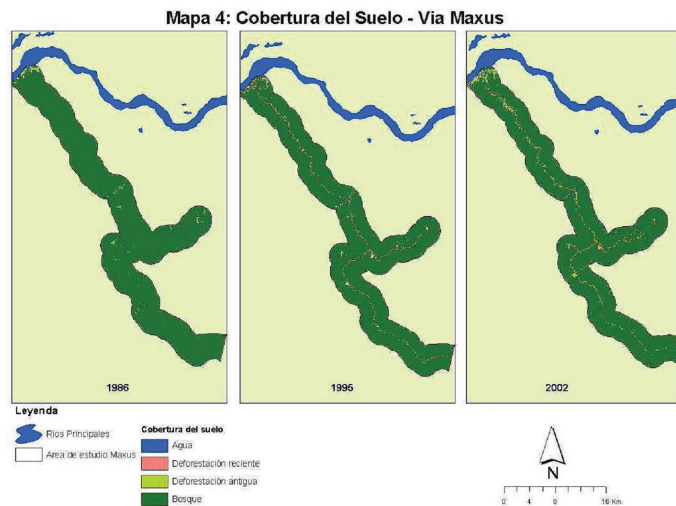 Mapa 4: Cobertura del Suelo - Via Maxus
1986
1995
2002
Leyenda
Ríos Principales
Area de estudio Maxus
Cobertura del suelo
Agua
Deforestación reciente
Deforestación antigua
Bosque
N
0 4 8 16 Km